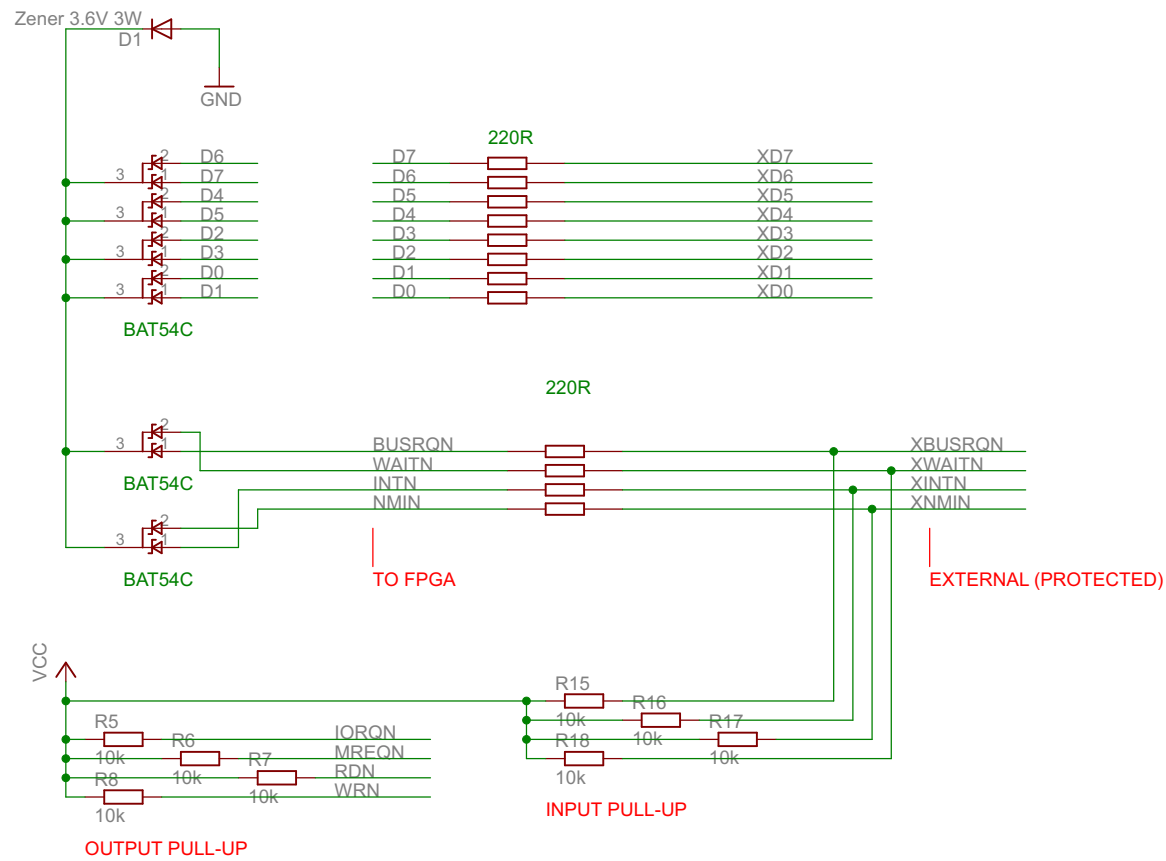 Zener 3.6V 3W
D1
GND
220R
2 D6 D7 XD7
3 1 D7 D6 XD6
2 D4 D5 XD5
3 1 D5 D4 XD4
2 D2 D3 XD3
3 1 D3 D2 XD2
2 D0 D1 XD1
3 1 D1 D0 XD0
BAT54C
220R
2
3 1 BUSRQN XBUSRQN
WAITN XWAITN
BAT54C INTN XINTN
NMIN XNMIN
2
3 1
BAT54C TO FPGA EXTERNAL (PROTECTED)
VCC
R15
R16
R5 10k R17
R6 IORQN R18 10k
10k R7 MREQN 10k
R8 10k RDN 10k
10k WRN
10k INPUT PULL-UP
OUTPUT PULL-UP